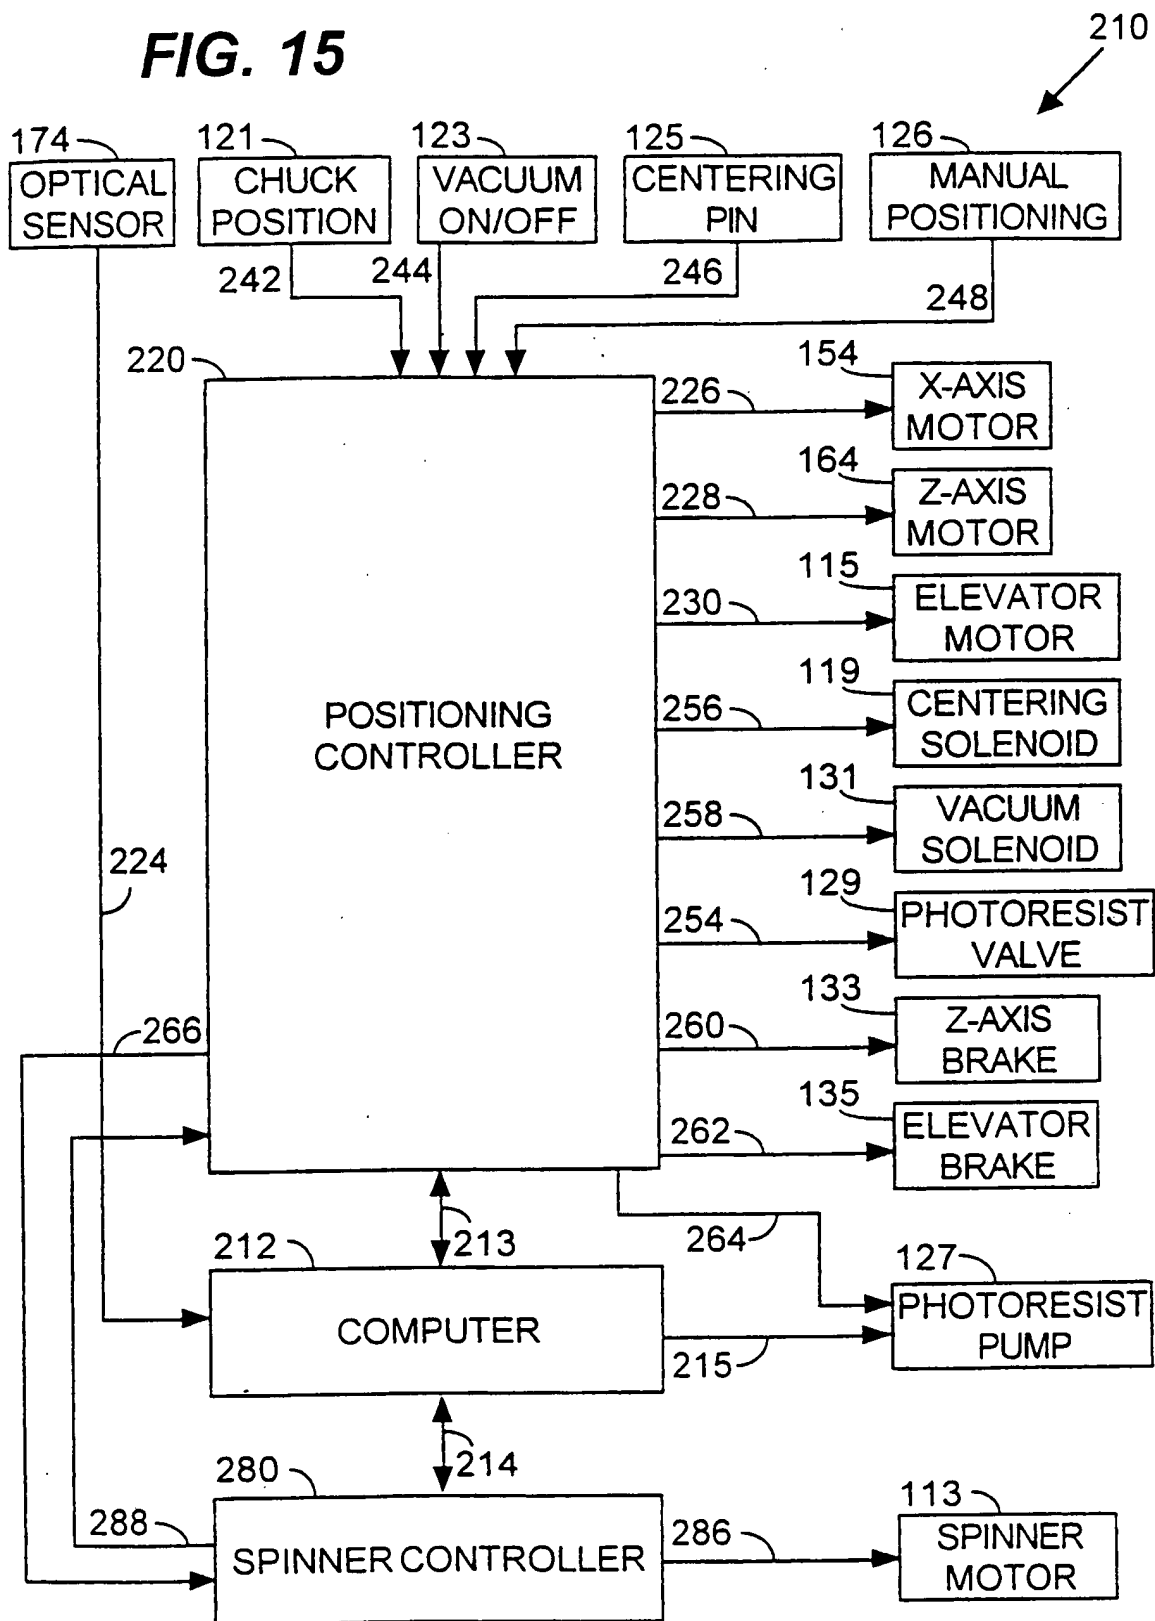 FIG. 15
210
174
121
123
125
126
OPTICAL
SENSOR
CHUCK
POSITION
VACUUM
ON/OFF
CENTERING
PIN
MANUAL
POSITIONING
242
244
246
248
220
POSITIONING
CONTROLLER
226
154
X-AXIS
MOTOR
228
164
Z-AXIS
MOTOR
230
115
ELEVATOR
MOTOR
256
119
CENTERING
SOLENOID
258
131
VACUUM
SOLENOID
224
254
129
PHOTORESIST
VALVE
266
260
133
Z-AXIS
BRAKE
262
135
ELEVATOR
BRAKE
213
264
212
COMPUTER
215
127
PHOTORESIST
PUMP
214
280
288
SPINNER CONTROLLER
286
113
SPINNER
MOTOR